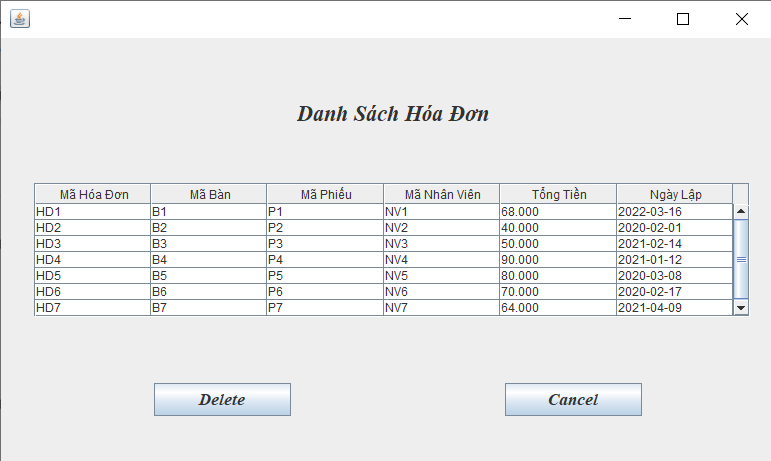 Danh Sách Hóa Đơn
Mã Hóa Đơn Mã Bàn Mã Phiếu Mã Nhân Viên Tổng Tiền Ngày Lập
HD1 B1 P1 NV1 68.000 2022-03-16
HD2 B2 P2 NV2 40.000 2020-02-01
HD3 B3 P3 NV3 50.000 2021-02-14
HD4 B4 P4 NV4 90.000 2021-01-12
HD5 B5 P5 NV5 80.000 2020-03-08
HD6 B6 P6 NV6 70.000 2020-02-17
HD7 B7 P7 NV7 64.000 2021-04-09
Delete Cancel